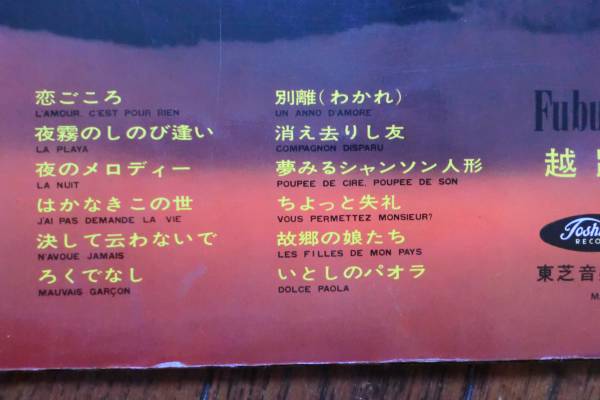 恋ごころ
L'AMOUR, C'EST POUR RIEN
夜霧のしのび逢い
LA PLAYA
夜のメロディー
LA NUIT
はかなきこの世
J'AI PAS DEMANDE LA VIE
決して云わないで
N'AVOUE JAMAIS
ろくでなし
MAUVAIS GARÇON
別離(わかれ)
UN ANNO D'AMORE
消え去りし友
COMPAGNON DISPARU
夢みるシャンソン人形
POUPEE DE CIRE, POUPEE DE SON
ちょっと失礼
VOUS PERMETTEZ MONSIEUR?
故郷の娘たち
LES FILLES DE MON PAYS
いとしのパオラ
DOLCE PAOLA
Fubu
越
Tosh
RECO
東芝音